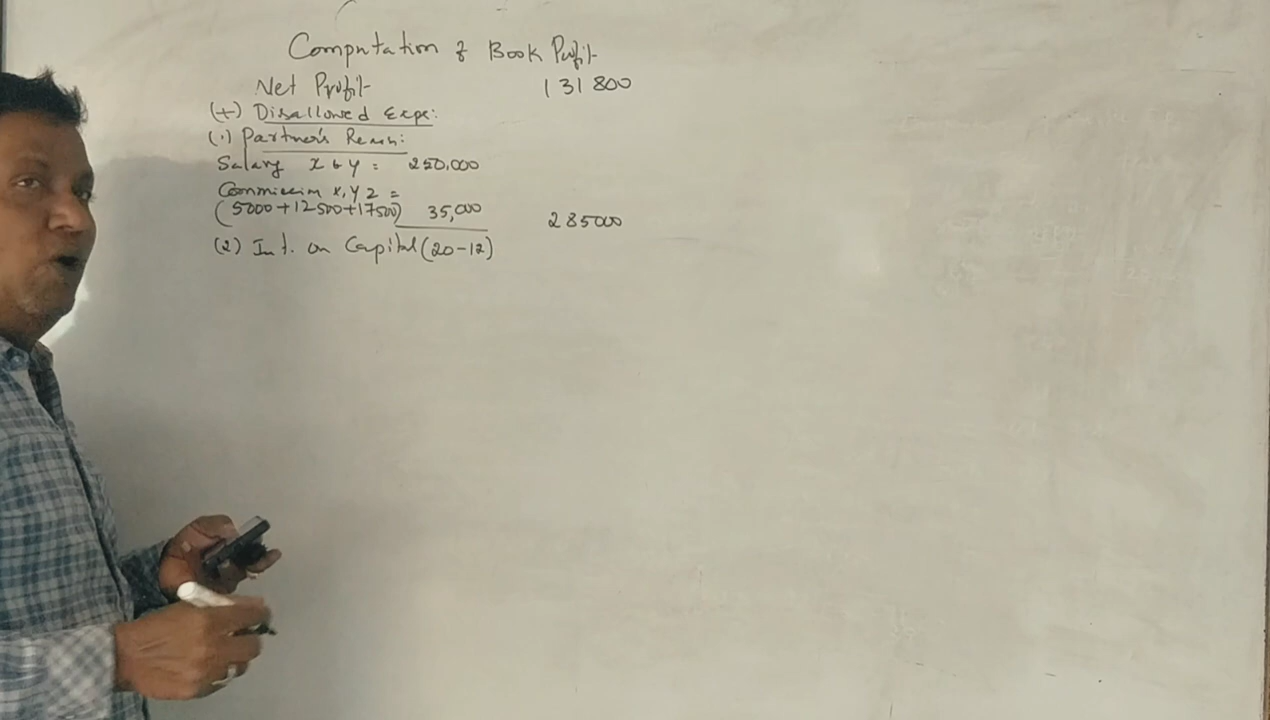 Computation of Book Profit
Net Profit 131800
(+) Disallowed Expe:
(1) Partner's Remn:
Salary X & Y = 250,000
Commission X, Y Z =
(5000+12500+17500) 35,000 285000
(2) Int. on Capital (20-12)